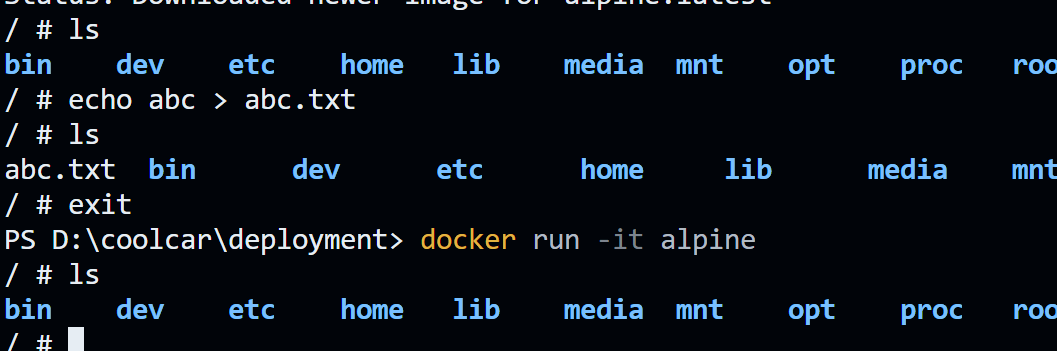 Status: Downloaded newer image for alpine:latest
/ # ls
bin dev etc home lib media mnt opt proc roo
/ # echo abc > abc.txt
/ # ls
abc.txt bin dev etc home lib media mnt
/ # exit
PS D:\coolcar\deployment> docker run -it alpine
/ # ls
bin dev etc home lib media mnt opt proc roo
/ #